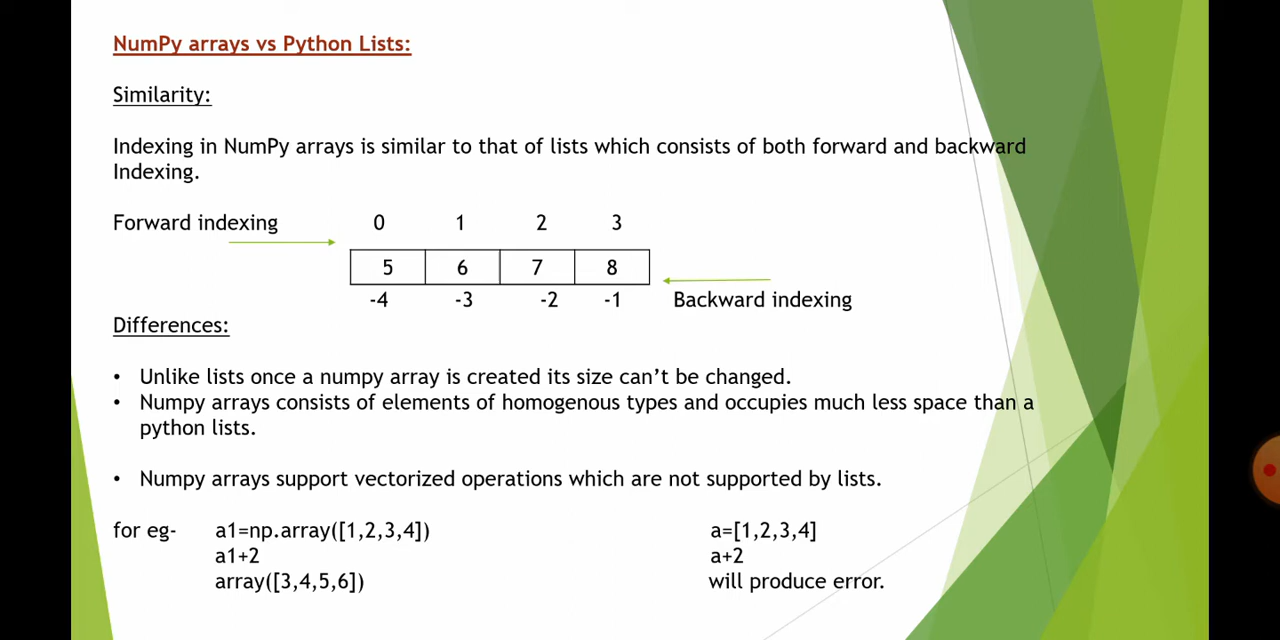 NumPy arrays vs Python Lists:
Similarity:
Indexing in NumPy arrays is similar to that of lists which consists of both forward and backward
Indexing.
Forward indexing 0 1 2 3
5 6 7 8
-4 -3 -2 -1 Backward indexing
Differences:
• Unlike lists once a numpy array is created its size can’t be changed.
• Numpy arrays consists of elements of homogenous types and occupies much less space than a
python lists.
• Numpy arrays support vectorized operations which are not supported by lists.
for eg- a1=np.array([1,2,3,4]) a=[1,2,3,4]
a1+2 a+2
array([3,4,5,6]) will produce error.